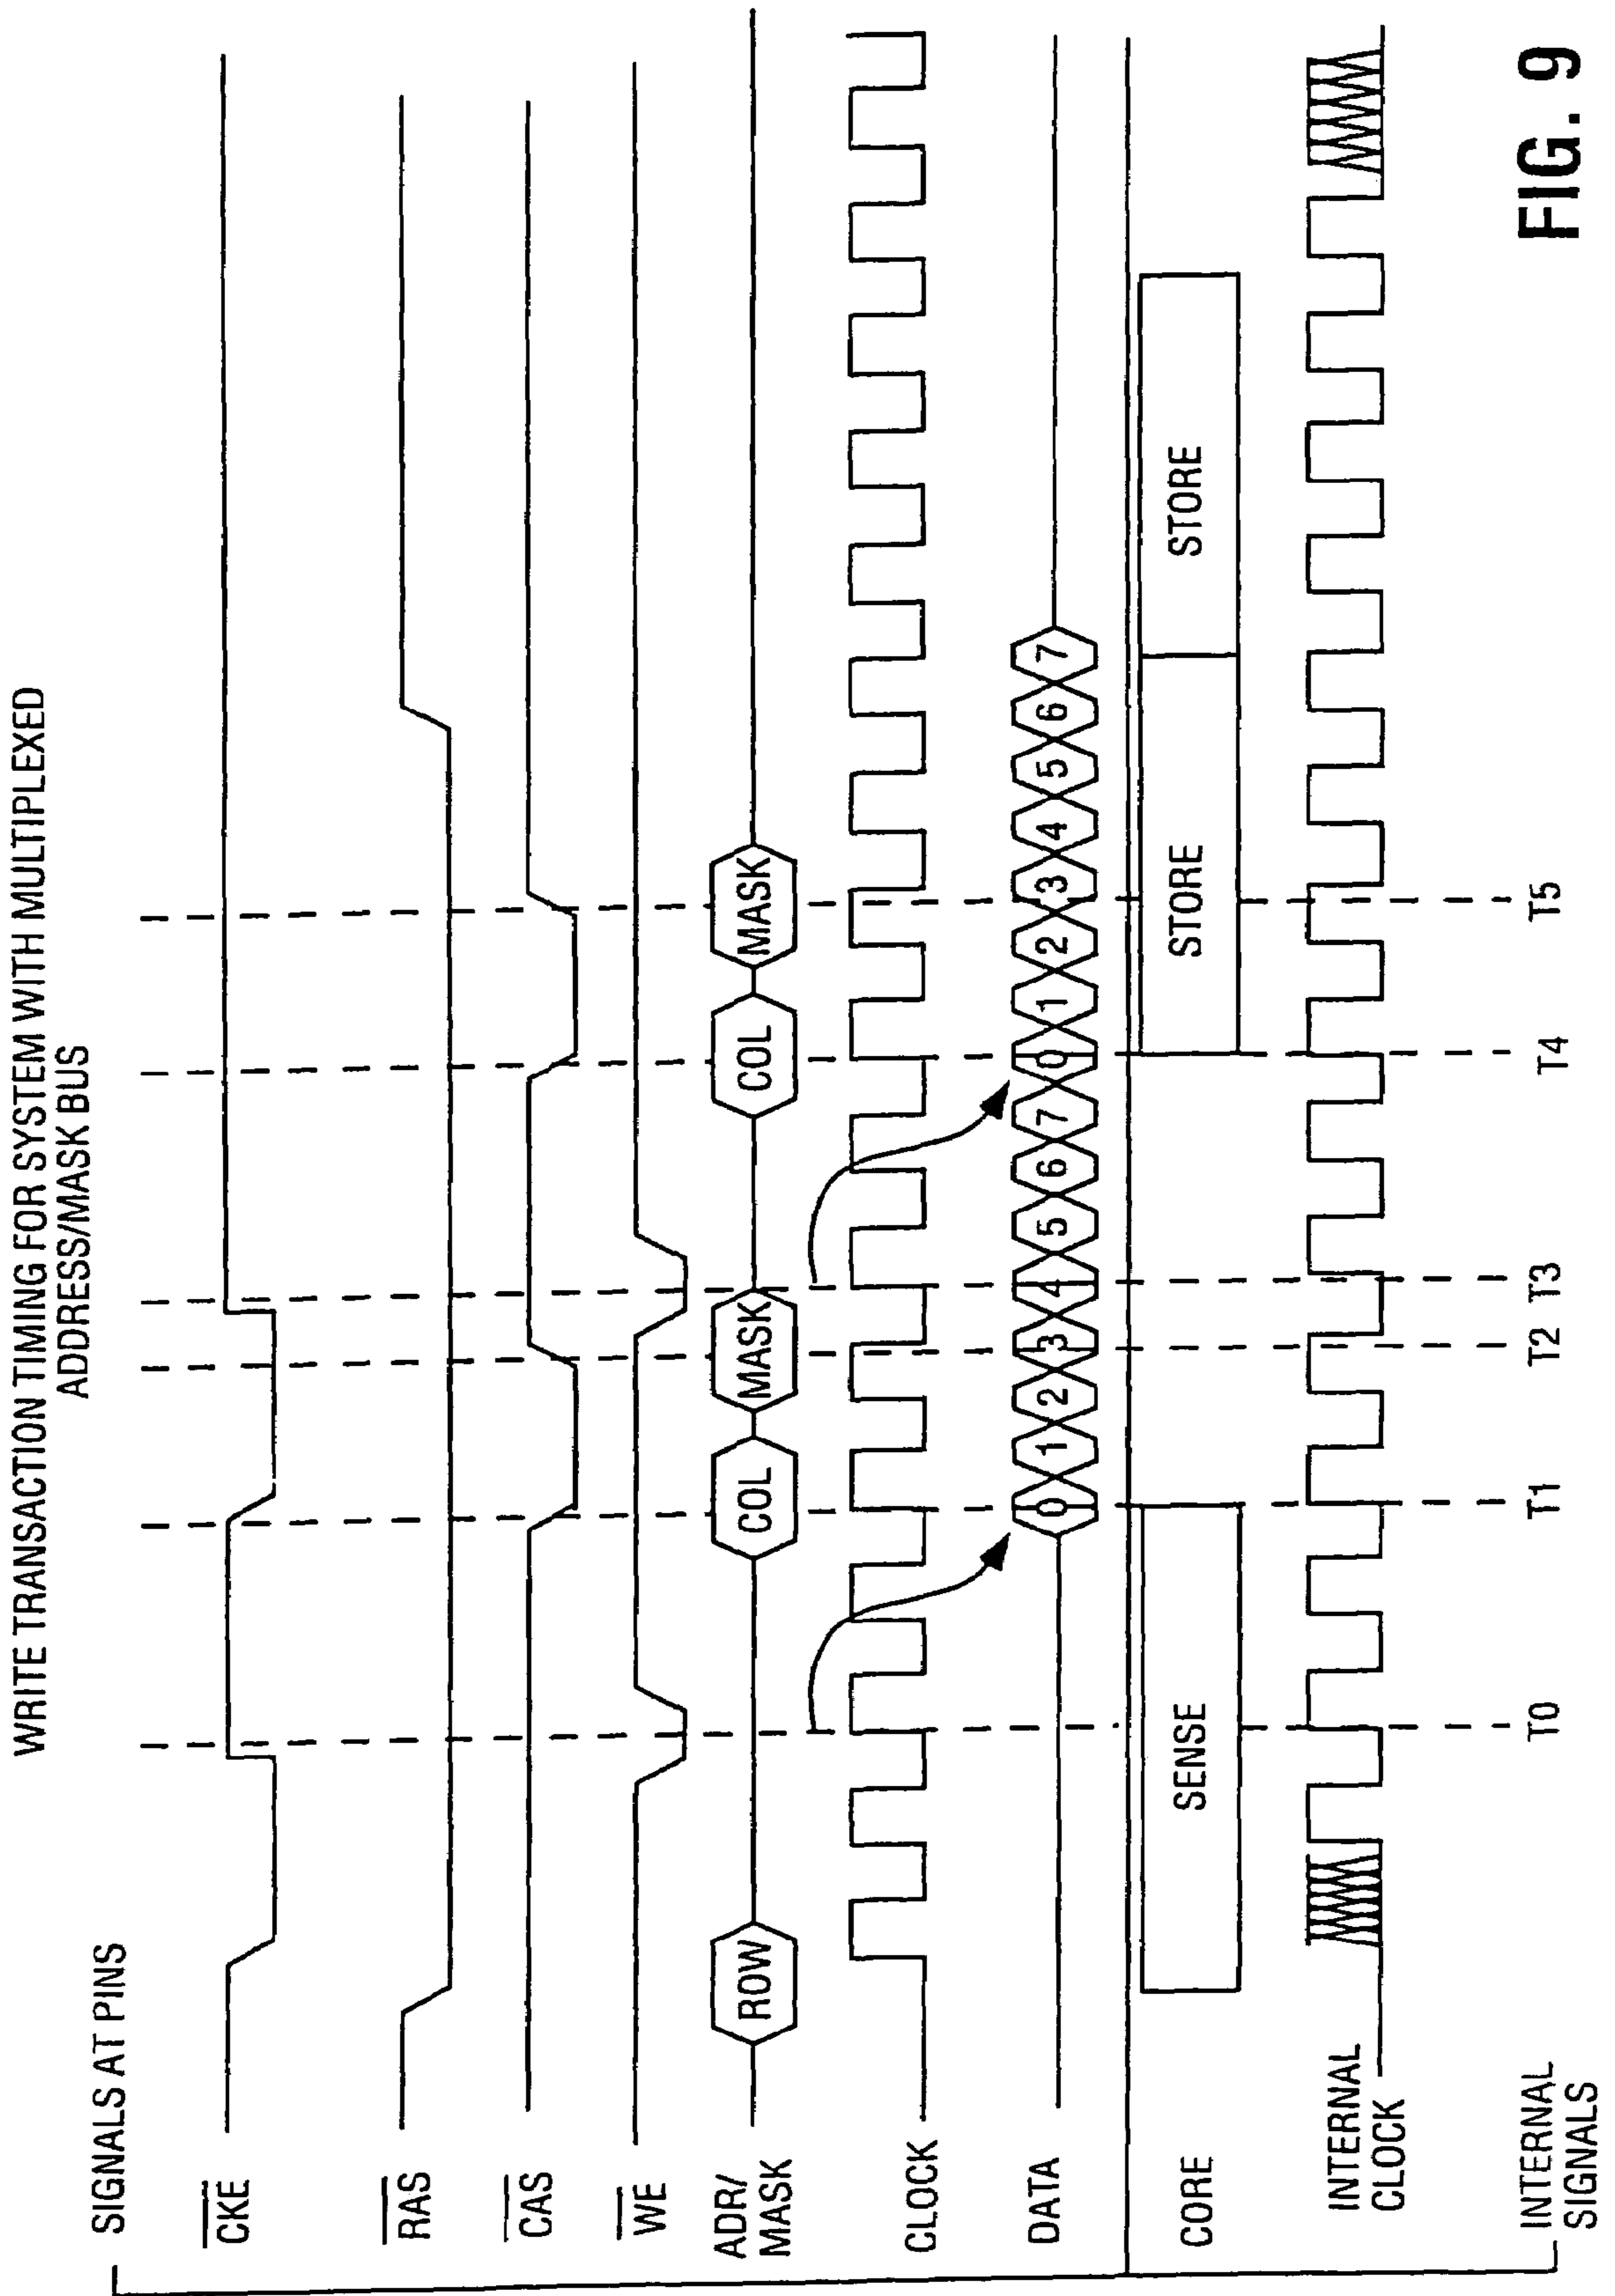 WRITE TRANSACTION TIMING FOR SYSTEM WITH MULTIPLEXED
ADDRESS/MASK BUS
SIGNALS AT PINS
CKE
RAS
CAS
WE
ADR/
MASK
ROW
COL
MASK
COL
MASK
CLOCK
DATA
0 1 2 3 4 5 6 7 0 1 2 3 4 5 6 7
CORE
SENSE
STORE
STORE
INTERNAL
CLOCK
INTERNAL
SIGNALS
T0 T1 T2 T3 T4 T5
FIG. 9